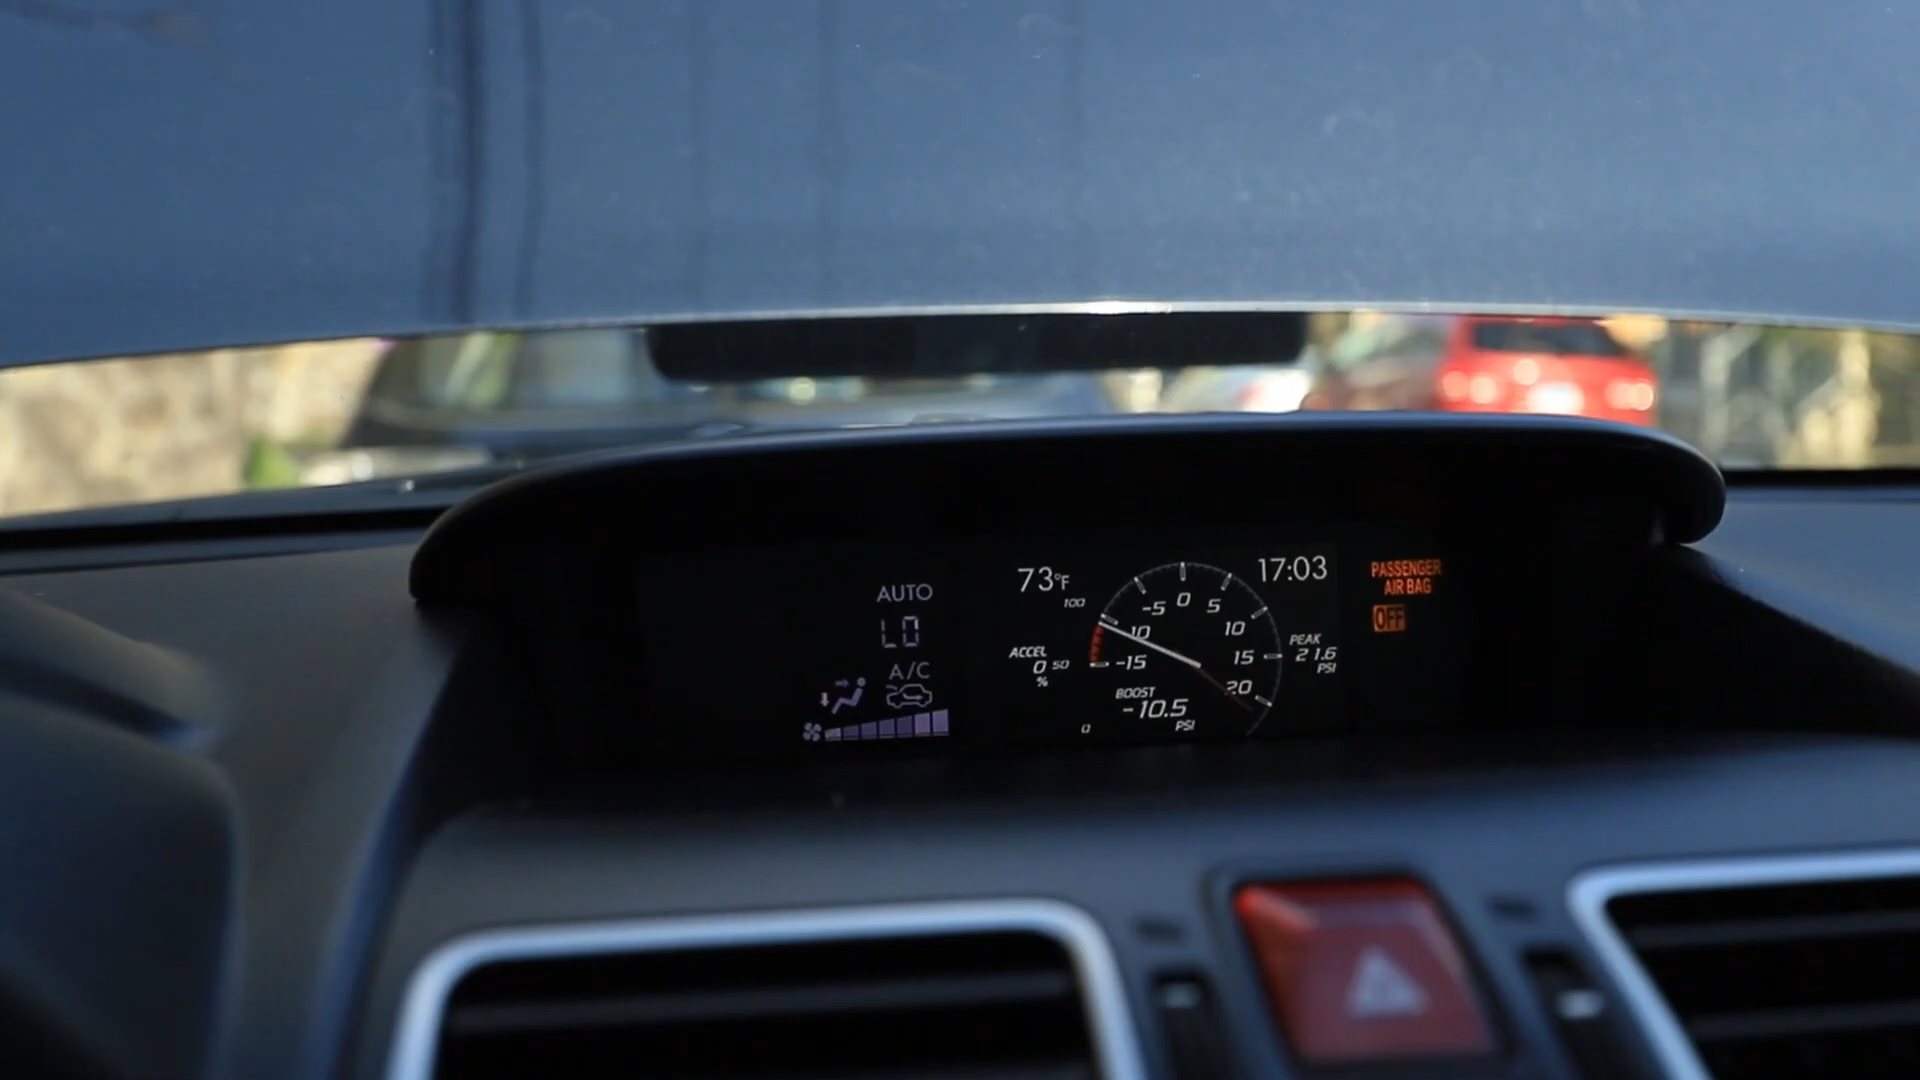 AUTO
LO
A/C
73°F
17:03
100
-5 0 5
10 10
ACCEL
0 50
%
-15 15
PEAK
21.6
PSI
20
BOOST
-10.5
PSI
0
PASSENGER
AIR BAG
OFF